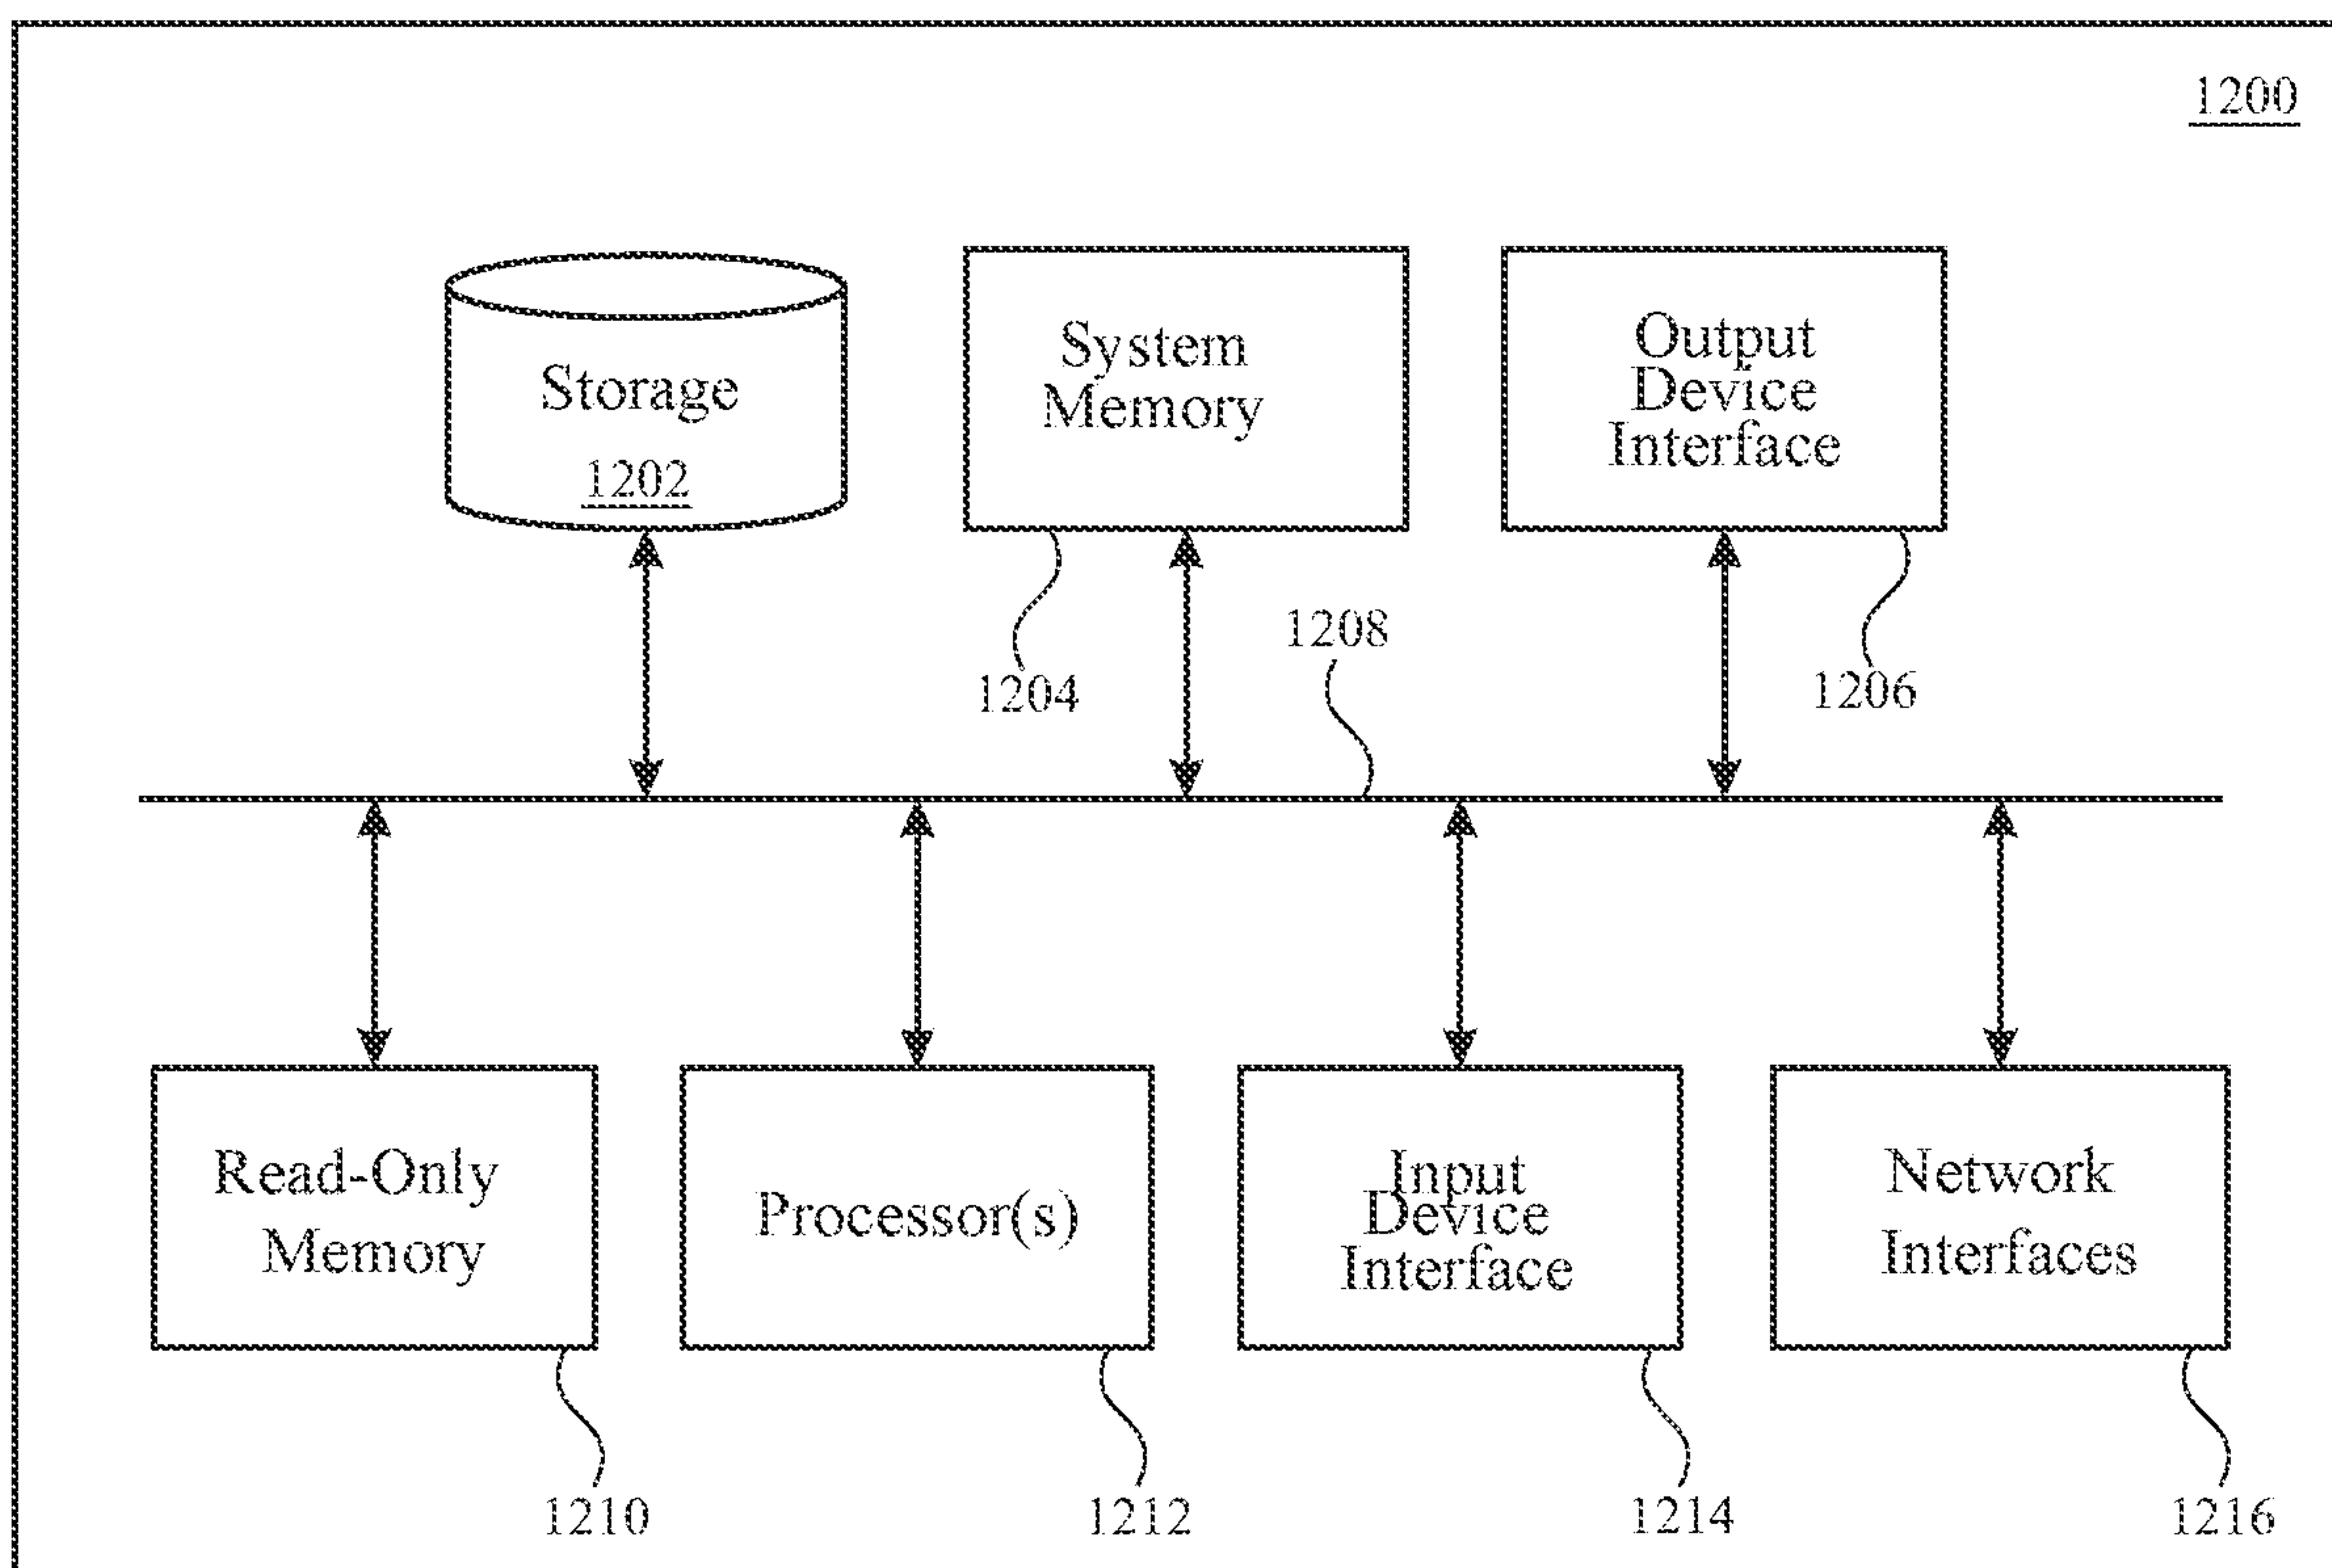 1200
Storage
1202
System
Memory
Output
Device
Interface
1204
1208
1206
Read-Only
Memory
Processor(s)
Input
Device
Interface
Network
Interfaces
1210
1212
1214
1216